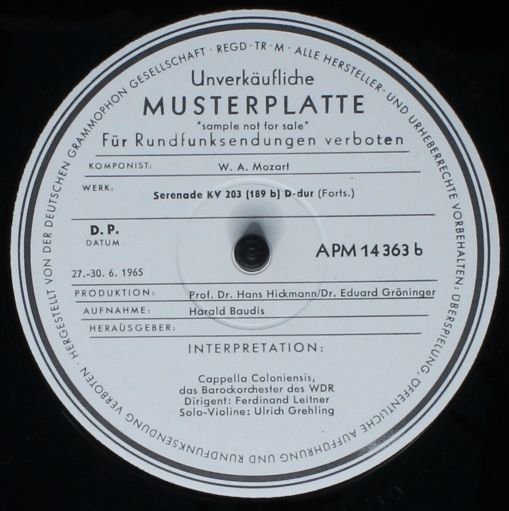 HERGESTELLT VON DER DEUTSCHEN GRAMMOPHON GESELLSCHAFT · REGD · TR · M · ALLE HERSTELLER- UND URHEBERRECHTE VORBEHALTEN; ÜBERSPIELUNG, ÖFFENTLICHE AUFFÜHRUNG UND RUNDFUNKSENDUNG VERBOTEN ·
Unverkäufliche
MUSTERPLATTE
"sample not for sale"
Für Rundfunksendungen verboten
KOMPONIST: W. A. Mozart
WERK: Serenade KV 203 [189 b] D-dur (Forts.)
D. P.
DATUM
APM 14 363 b
27.-30. 6. 1965
PRODUKTION: Prof. Dr. Hans Hickmann/Dr. Eduard Gröninger
AUFNAHME: Harald Baudis
HERAUSGEBER:
INTERPRETATION:
Cappella Coloniensis,
das Barockorchester des WDR
Dirigent: Ferdinand Leitner
Solo-Violine: Ulrich Grehling